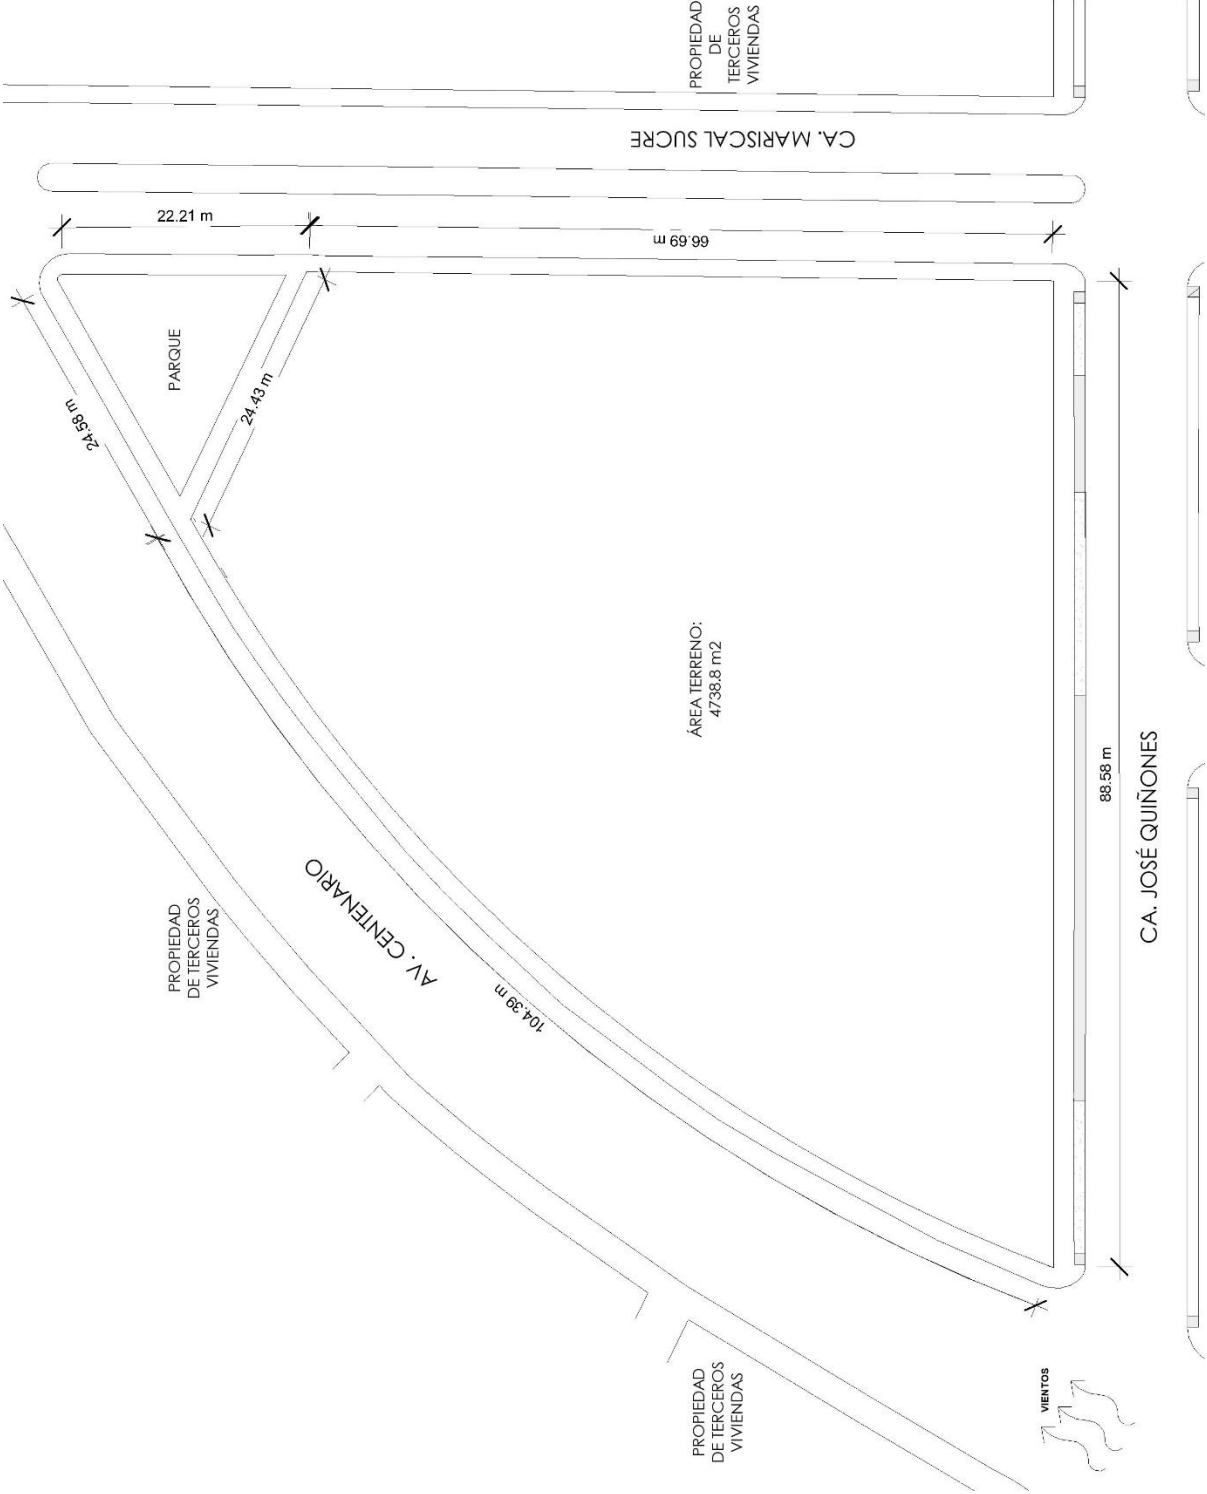 PROPIEDAD
DE
TERCEROS
VIVIENDAS
CA. MARISCAL SUCRE
22.21 m
66.69 m
PARQUE
24.58 m
24.43 m
ÁREA TERRENO:
4738.8 m2
88.58 m
CA. JOSÉ QUIÑONES
AV. CENTENARIO
104.39 m
PROPIEDAD
DE TERCEROS
VIVIENDAS
PROPIEDAD
DE TERCEROS
VIVIENDAS
VIENTOS